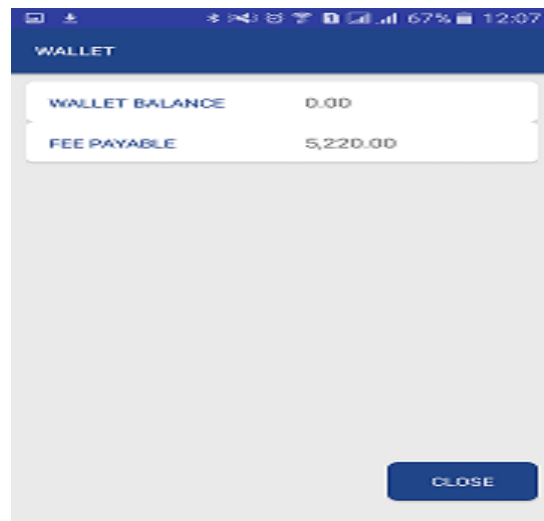 67% 12:07
WALLET
WALLET BALANCE 0.00
FEE PAYABLE 5,220.00
CLOSE